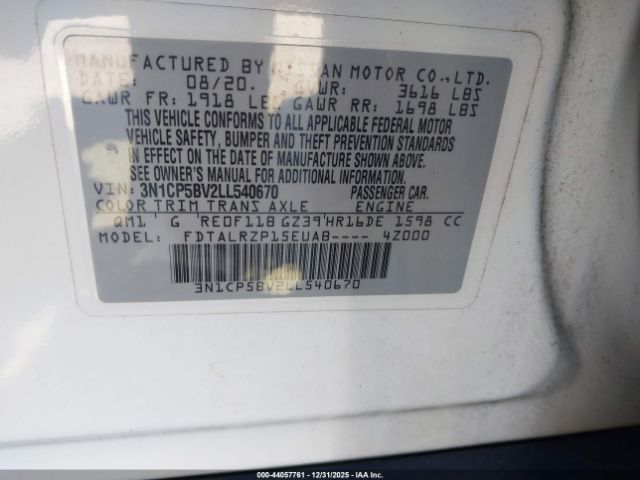 MANUFACTURED BY NISSAN MOTOR CO., LTD.
DATE: 08/20. GVWR: 3616 LBS
GAWR FR: 1918 LBS GAWR RR: 1698 LBS
THIS VEHICLE CONFORMS TO ALL APPLICABLE FEDERAL MOTOR
VEHICLE SAFETY, BUMPER AND THEFT PREVENTION STANDARDS
IN EFFECT ON THE DATE OF MANUFACTURE SHOWN ABOVE.
SEE OWNER'S MANUAL FOR ADDITIONAL INFORMATION.
VIN: 3N1CP5BV2LL540670 PASSENGER CAR.
COLOR TRIM TRANS AXLE ENGINE
QM1 G RE0F11B GZ39 HR16DE 1598 CC
MODEL: FDTALRZP15EUAB---- 4Z000
3N1CP5BV2LL540670
000-44057761 - 12/31/2025 - IAAI.COM